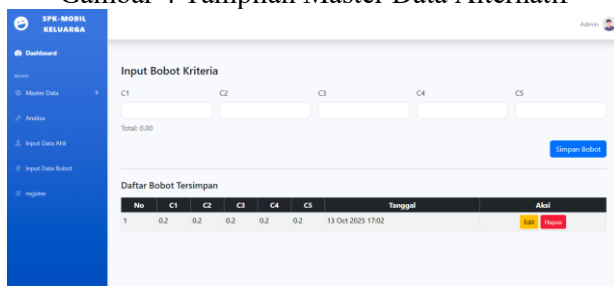 Gambar 4 Tampilan Master Data Alternatif
SPK-MOBIL
KELUARGA
Admin
Dashboard
Input Bobot Kriteria
Master Data
C1 C2 C3 C4 C5
Analisa
Total: 0.00
Input Data Ahli
Simpan Bobot
Input Data Bobot
register
Daftar Bobot Tersimpan
No C1 C2 C3 C4 C5 Tanggal Aksi
1 0.2 0.2 0.2 0.2 0.2 13 Oct 2025 17:02 Edit Hapus